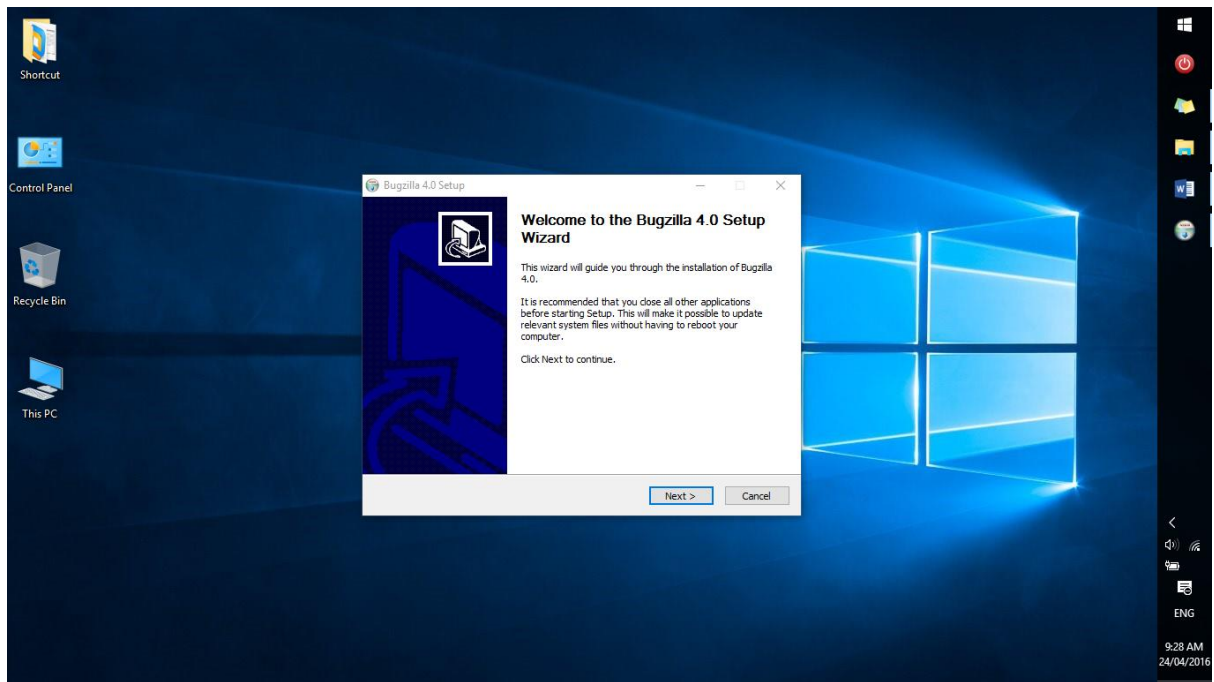 Shortcut
Control Panel
Recycle Bin
This PC
Bugzilla 4.0 Setup
Welcome to the Bugzilla 4.0 Setup
Wizard
This wizard will guide you through the installation of Bugzilla
4.0.
It is recommended that you close all other applications
before starting Setup. This will make it possible to update
relevant system files without having to reboot your
computer.
Click Next to continue.
Next >
Cancel
W
ENG
9:28 AM
24/04/2016